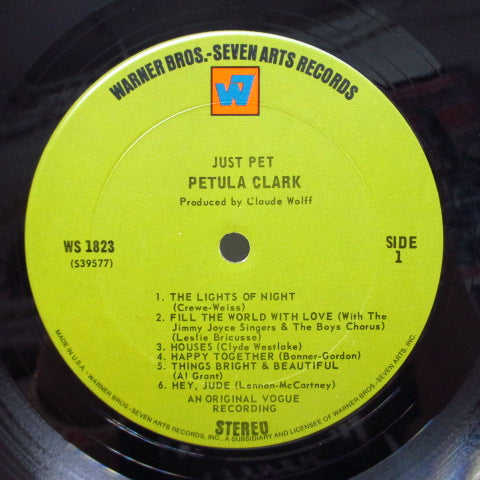 WARNER BROS.-SEVEN ARTS RECORDS
W7
JUST PET
PETULA CLARK
Produced by Claude Wolff
WS 1823
(S39577)
SIDE
1
1. THE LIGHTS OF NIGHT
(Crewe-Weiss)
2. FILL THE WORLD WITH LOVE (With The
Jimmy Joyce Singers & The Boys Chorus)
(Leslie Bricusse)
3. HOUSES (Clyde Westlake)
4. HAPPY TOGETHER (Bonner-Gordon)
5. THINGS BRIGHT & BEAUTIFUL
(Al Grant)
6. HEY, JUDE (Lennon-McCartney)
AN ORIGINAL VOGUE
RECORDING
STEREO
MADE IN U.S.A. - WARNER BROS.-SEVEN ARTS RECORDS, INC., A SUBSIDIARY AND LICENSEE OF WARNER BROS.-SEVEN ARTS, INC.